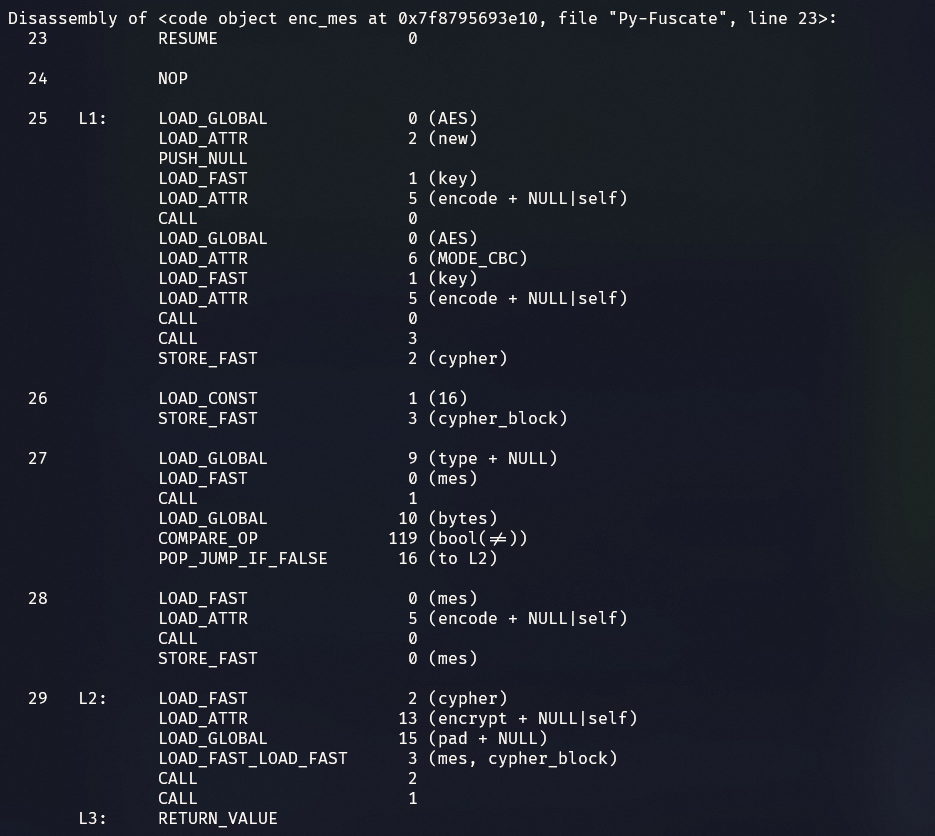 Disassembly of <code object enc_mes at 0x7f8795693e10, file "Py-Fuscate", line 23>:
23 RESUME 0
24 NOP
25 L1: LOAD_GLOBAL 0 (AES)
LOAD_ATTR 2 (new)
PUSH_NULL
LOAD_FAST 1 (key)
LOAD_ATTR 5 (encode + NULL|self)
CALL 0
LOAD_GLOBAL 0 (AES)
LOAD_ATTR 6 (MODE_CBC)
LOAD_FAST 1 (key)
LOAD_ATTR 5 (encode + NULL|self)
CALL 0
CALL 3
STORE_FAST 2 (cypher)
26 LOAD_CONST 1 (16)
STORE_FAST 3 (cypher_block)
27 LOAD_GLOBAL 9 (type + NULL)
LOAD_FAST 0 (mes)
CALL 1
LOAD_GLOBAL 10 (bytes)
COMPARE_OP 119 (bool(≠))
POP_JUMP_IF_FALSE 16 (to L2)
28 LOAD_FAST 0 (mes)
LOAD_ATTR 5 (encode + NULL|self)
CALL 0
STORE_FAST 0 (mes)
29 L2: LOAD_FAST 2 (cypher)
LOAD_ATTR 13 (encrypt + NULL|self)
LOAD_GLOBAL 15 (pad + NULL)
LOAD_FAST_LOAD_FAST 3 (mes, cypher_block)
CALL 2
CALL 1
L3: RETURN_VALUE